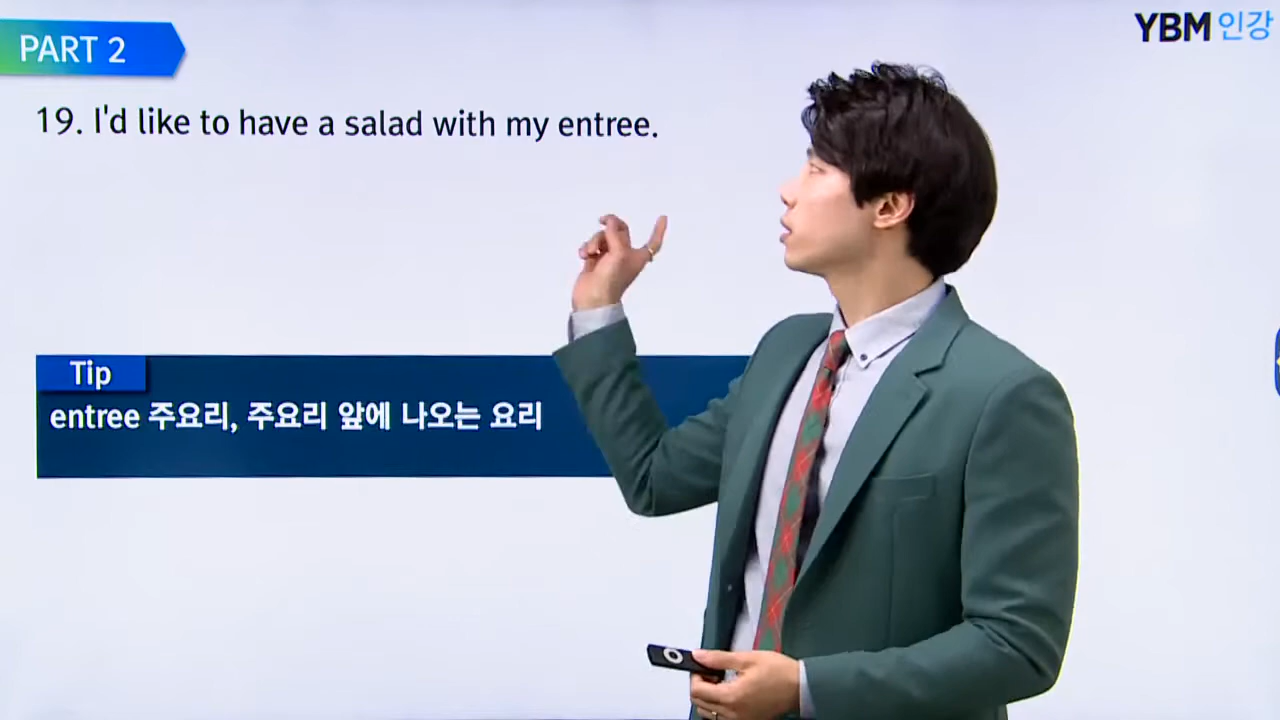 PART 2
YBM 인강
19. I'd like to have a salad with my entree.
Tip
entree 주요리, 주요리 앞에 나오는 요리